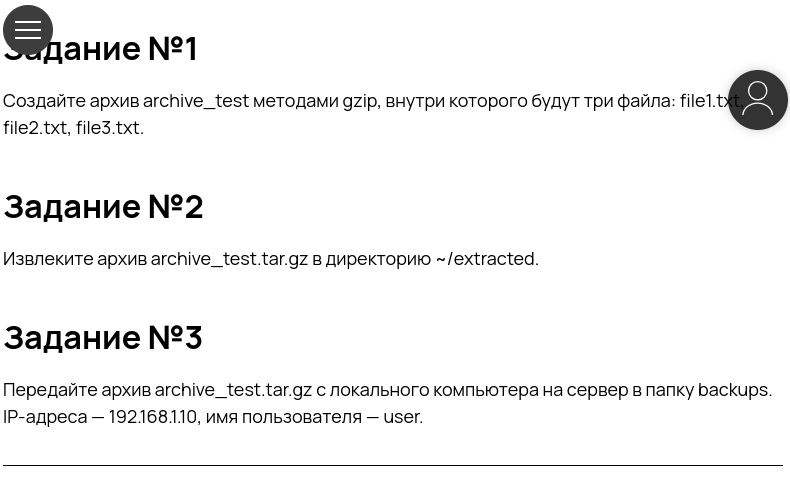 Задание №1
Создайте архив archive_test методами gzip, внутри которого будут три файла: file1.txt,
file2.txt, file3.txt.
Задание №2
Извлеките архив archive_test.tar.gz в директорию ~/extracted.
Задание №3
Передайте архив archive_test.tar.gz с локального компьютера на сервер в папку backups.
IP-адреса — 192.168.1.10, имя пользователя — user.